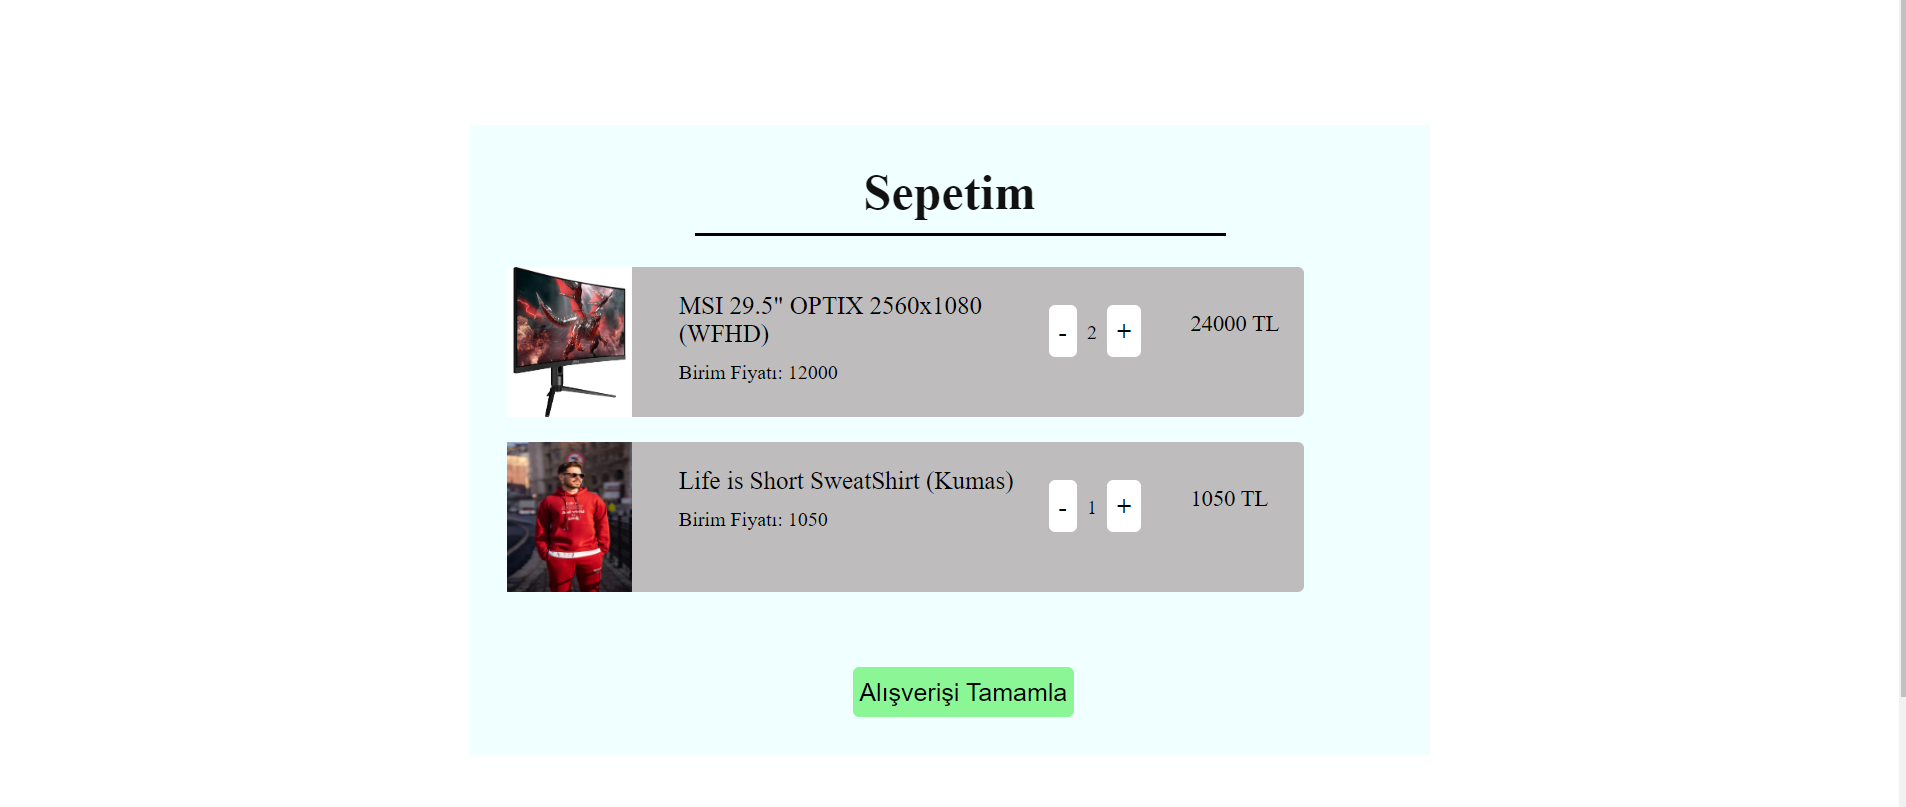 Sepetim
MSI 29.5" OPTIX 2560x1080
(WFHD)
Birim Fiyatı: 12000
- 2 +
24000 TL
Life is Short SweatShirt (Kumas)
Birim Fiyatı: 1050
- 1 +
1050 TL
Alışverişi Tamamla